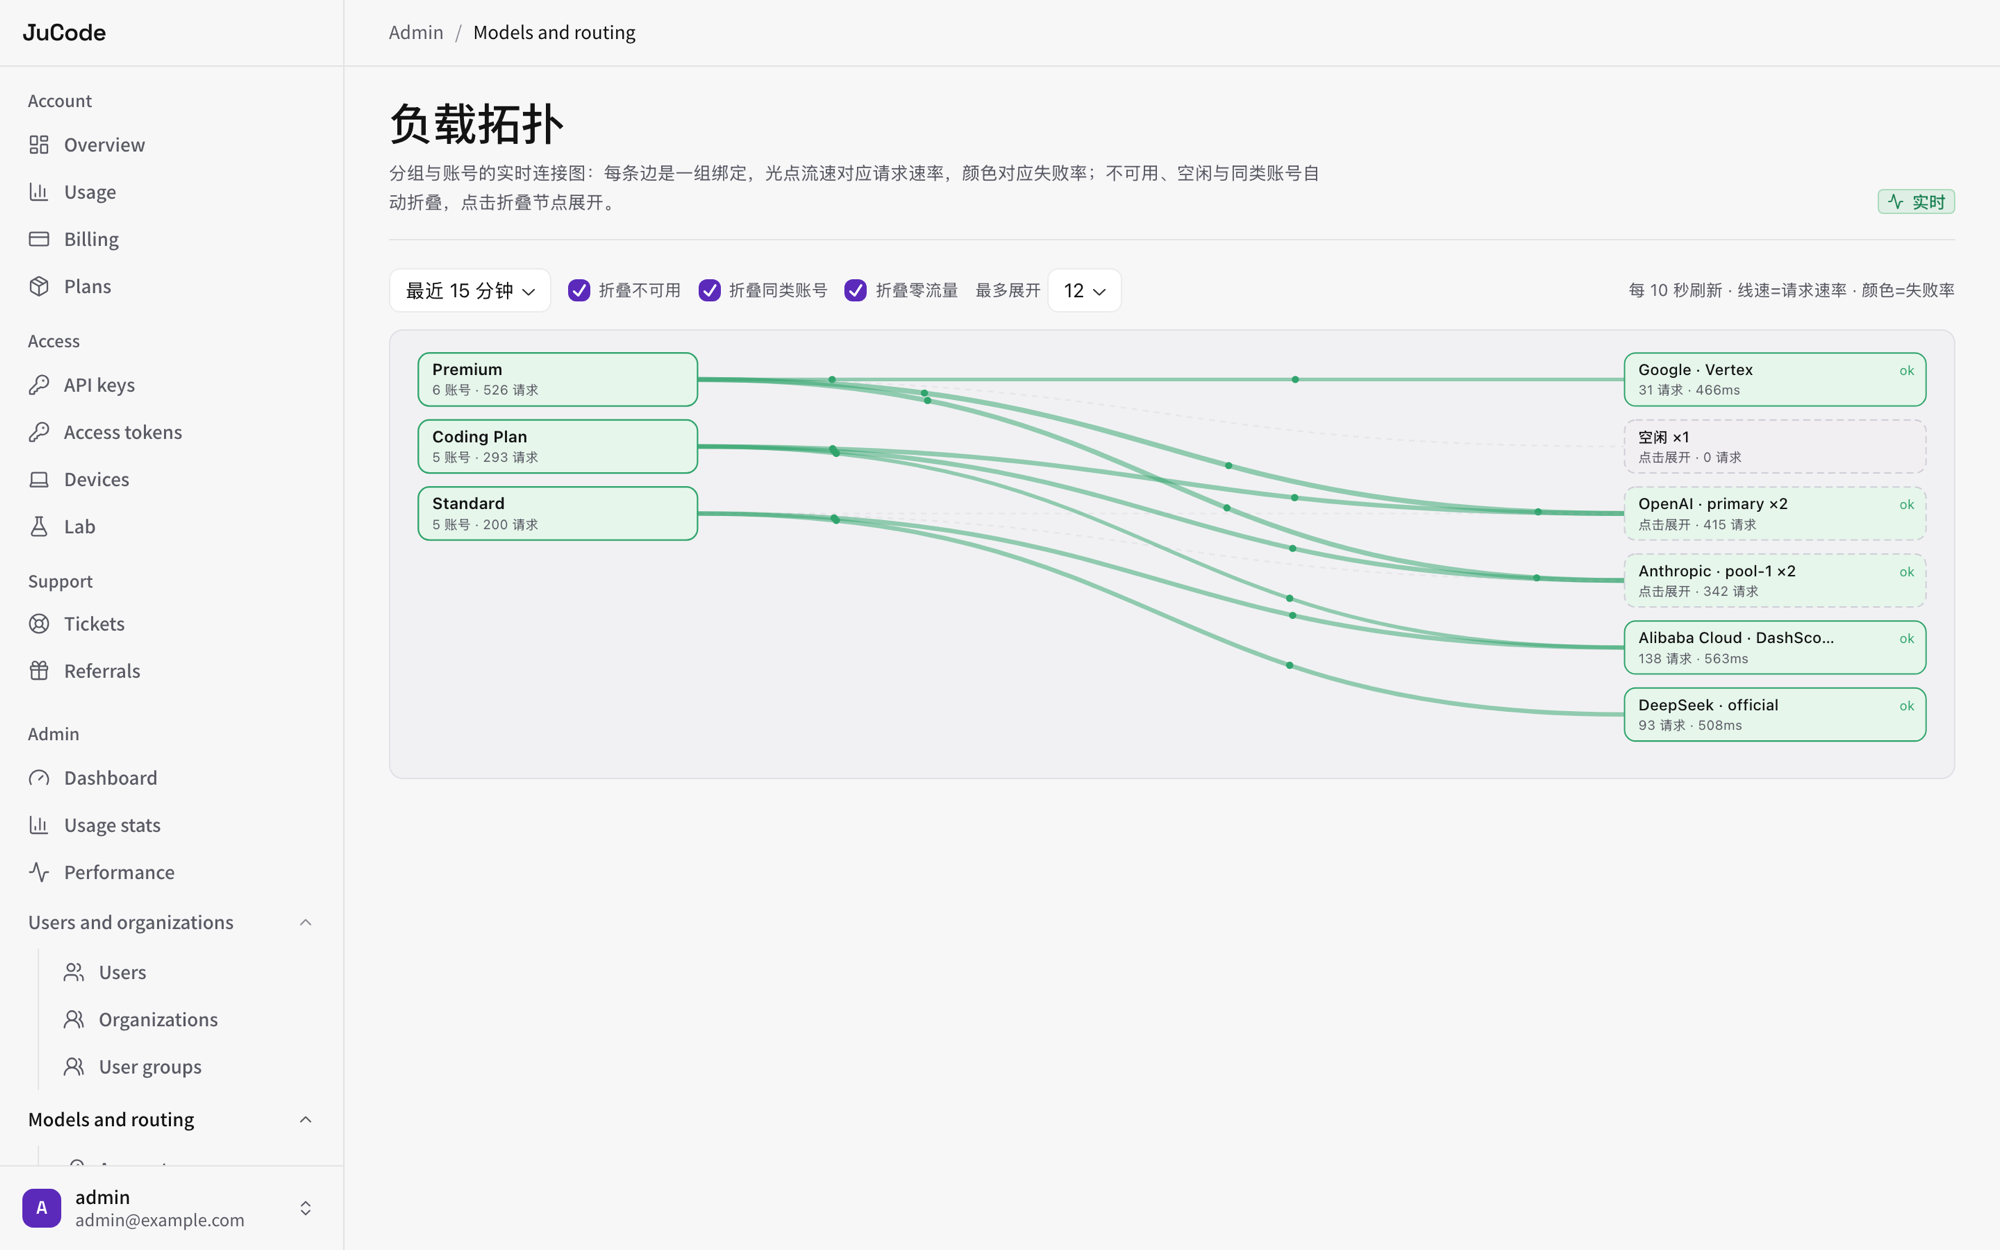 JuCode
Admin / Models and routing
Account
Overview
Usage
Billing
Plans
Access
API keys
Access tokens
Devices
Lab
Support
Tickets
Referrals
Admin
Dashboard
Usage stats
Performance
Users and organizations
Users
Organizations
User groups
Models and routing
A
admin
admin@example.com
负载拓扑
分组与账号的实时连接图：每条边是一组绑定，光点流速对应请求速率，颜色对应失败率；不可用、空闲与同类账号自
动折叠，点击折叠节点展开。
实时
最近 15 分钟 折叠不可用 折叠同类账号 折叠零流量 最多展开 12
每 10 秒刷新 · 线速=请求速率 · 颜色=失败率
Premium
6 账号 · 526 请求
Coding Plan
5 账号 · 293 请求
Standard
5 账号 · 200 请求
Google · Vertex ok
31 请求 · 466ms
空闲 ×1
点击展开 · 0 请求
OpenAI · primary ×2 ok
点击展开 · 415 请求
Anthropic · pool-1 ×2 ok
点击展开 · 342 请求
Alibaba Cloud · DashSco... ok
138 请求 · 563ms
DeepSeek · official ok
93 请求 · 508ms